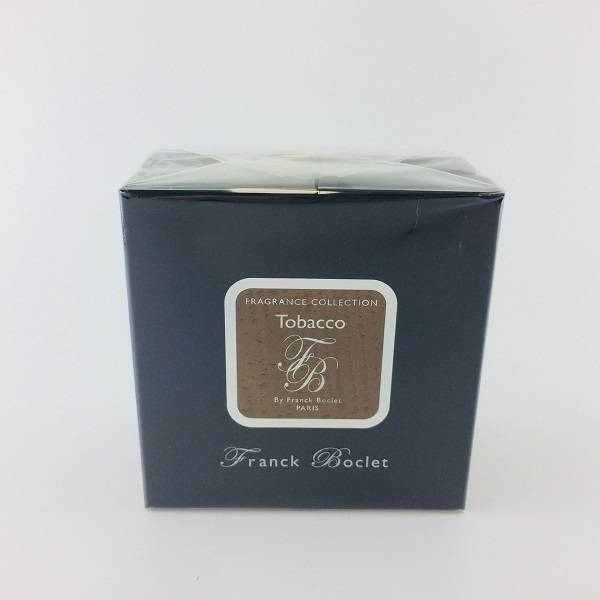 FRAGRANCE COLLECTION
Tobacco
FB
By Franck Boclet
PARIS
Franck Boclet